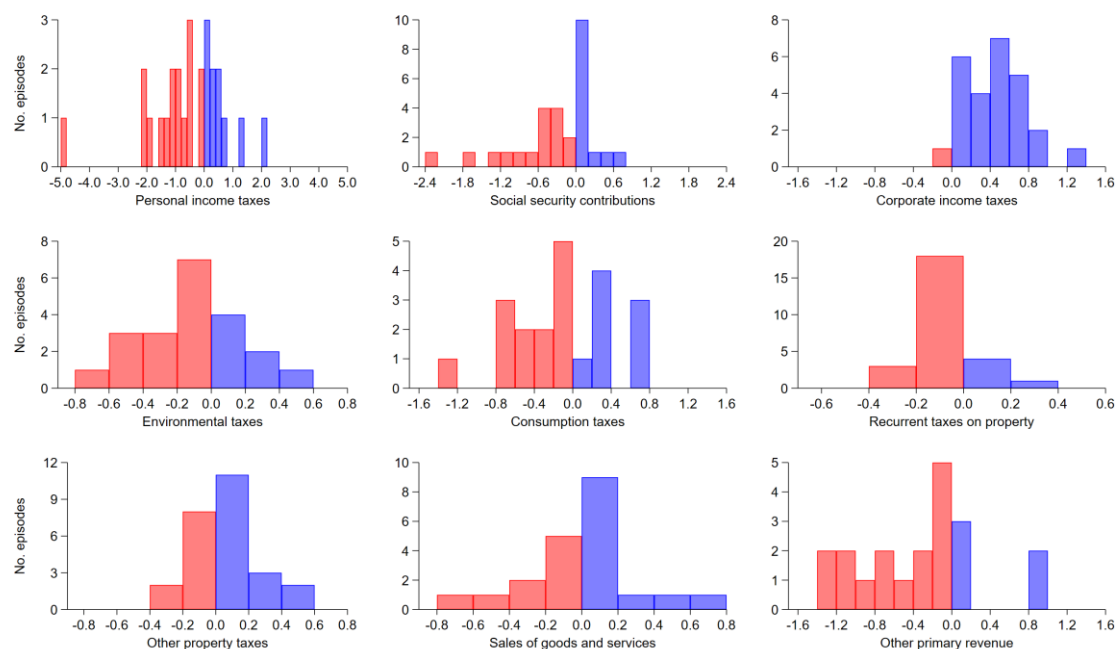 No. episodes
3
2
1
0
-5.0 -4.0 -3.0 -2.0 -1.0 0.0 1.0 2.0 3.0 4.0 5.0
Personal income taxes
10
8
6
4
2
0
-2.4 -1.8 -1.2 -0.6 0.0 0.6 1.2 1.8 2.4
Social security contributions
8
6
4
2
0
-1.6 -1.2 -0.8 -0.4 0.0 0.4 0.8 1.2 1.6
Corporate income taxes
No. episodes
8
6
4
2
0
-0.8 -0.6 -0.4 -0.2 0.0 0.2 0.4 0.6 0.8
Environmental taxes
5
4
3
2
1
0
-1.6 -1.2 -0.8 -0.4 0.0 0.4 0.8 1.2 1.6
Consumption taxes
20
15
10
5
0
-0.6 -0.4 -0.2 0.0 0.2 0.4 0.6
Recurrent taxes on property
No. episodes
12
9
6
3
0
-0.8 -0.6 -0.4 -0.2 0.0 0.2 0.4 0.6 0.8
Other property taxes
10
8
6
4
2
0
-0.8 -0.6 -0.4 -0.2 0.0 0.2 0.4 0.6 0.8
Sales of goods and services
5
4
3
2
1
0
-1.6 -1.2 -0.8 -0.4 0.0 0.4 0.8 1.2 1.6
Other primary revenue